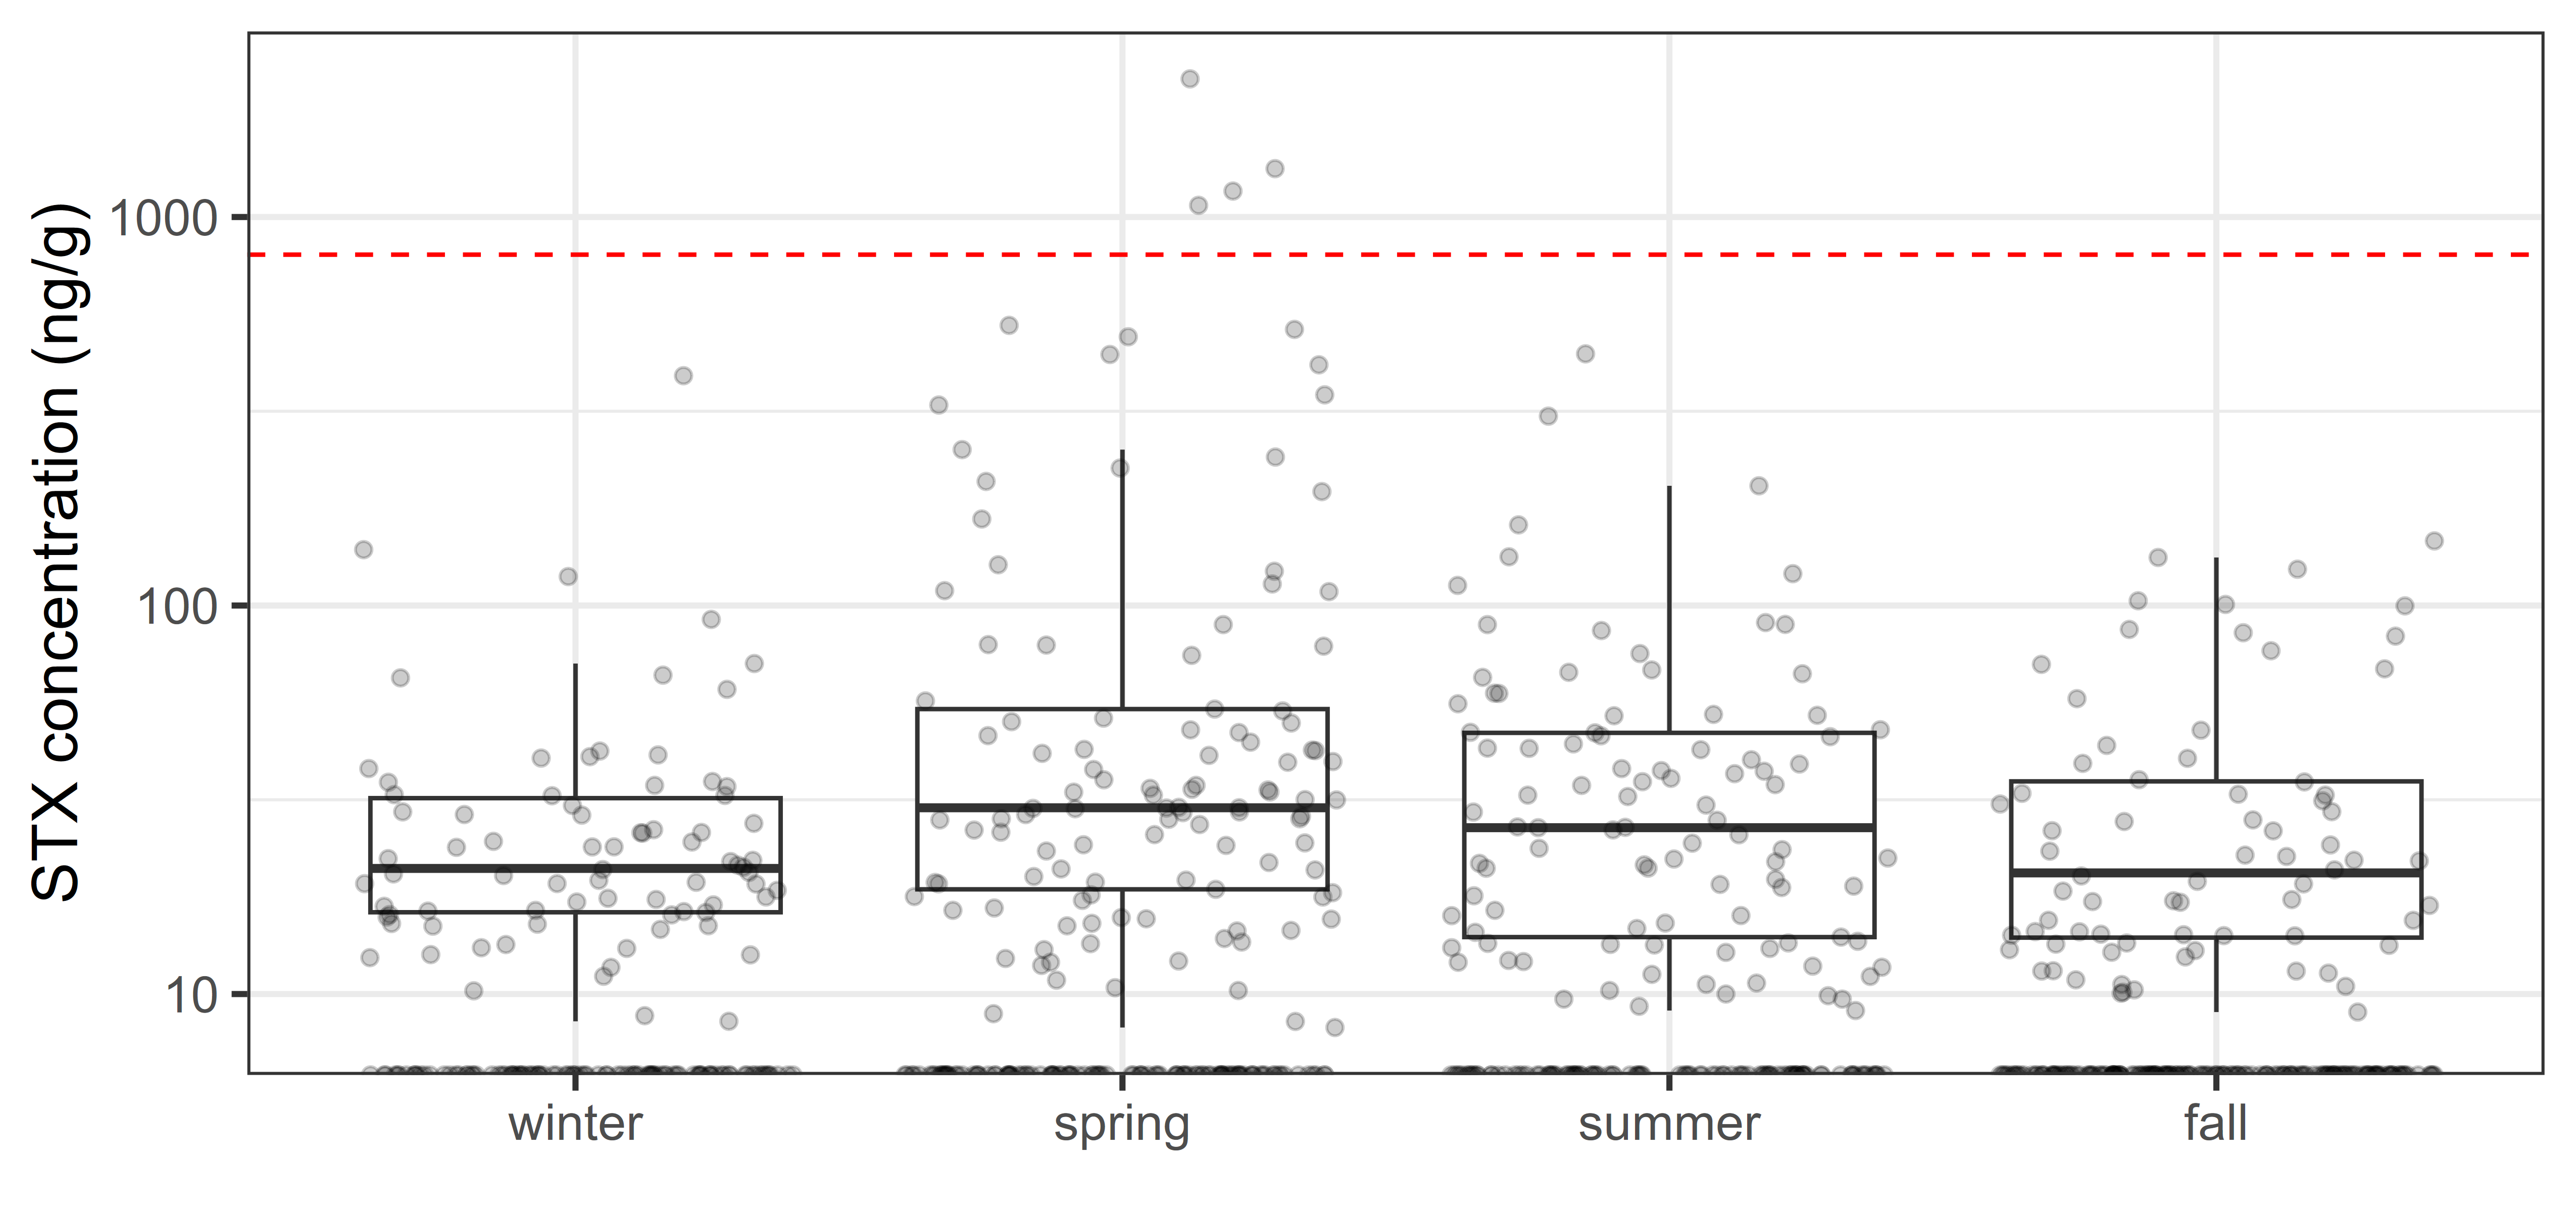 STX concentration (ng/g)
1000
100
10
winter
spring
summer
fall